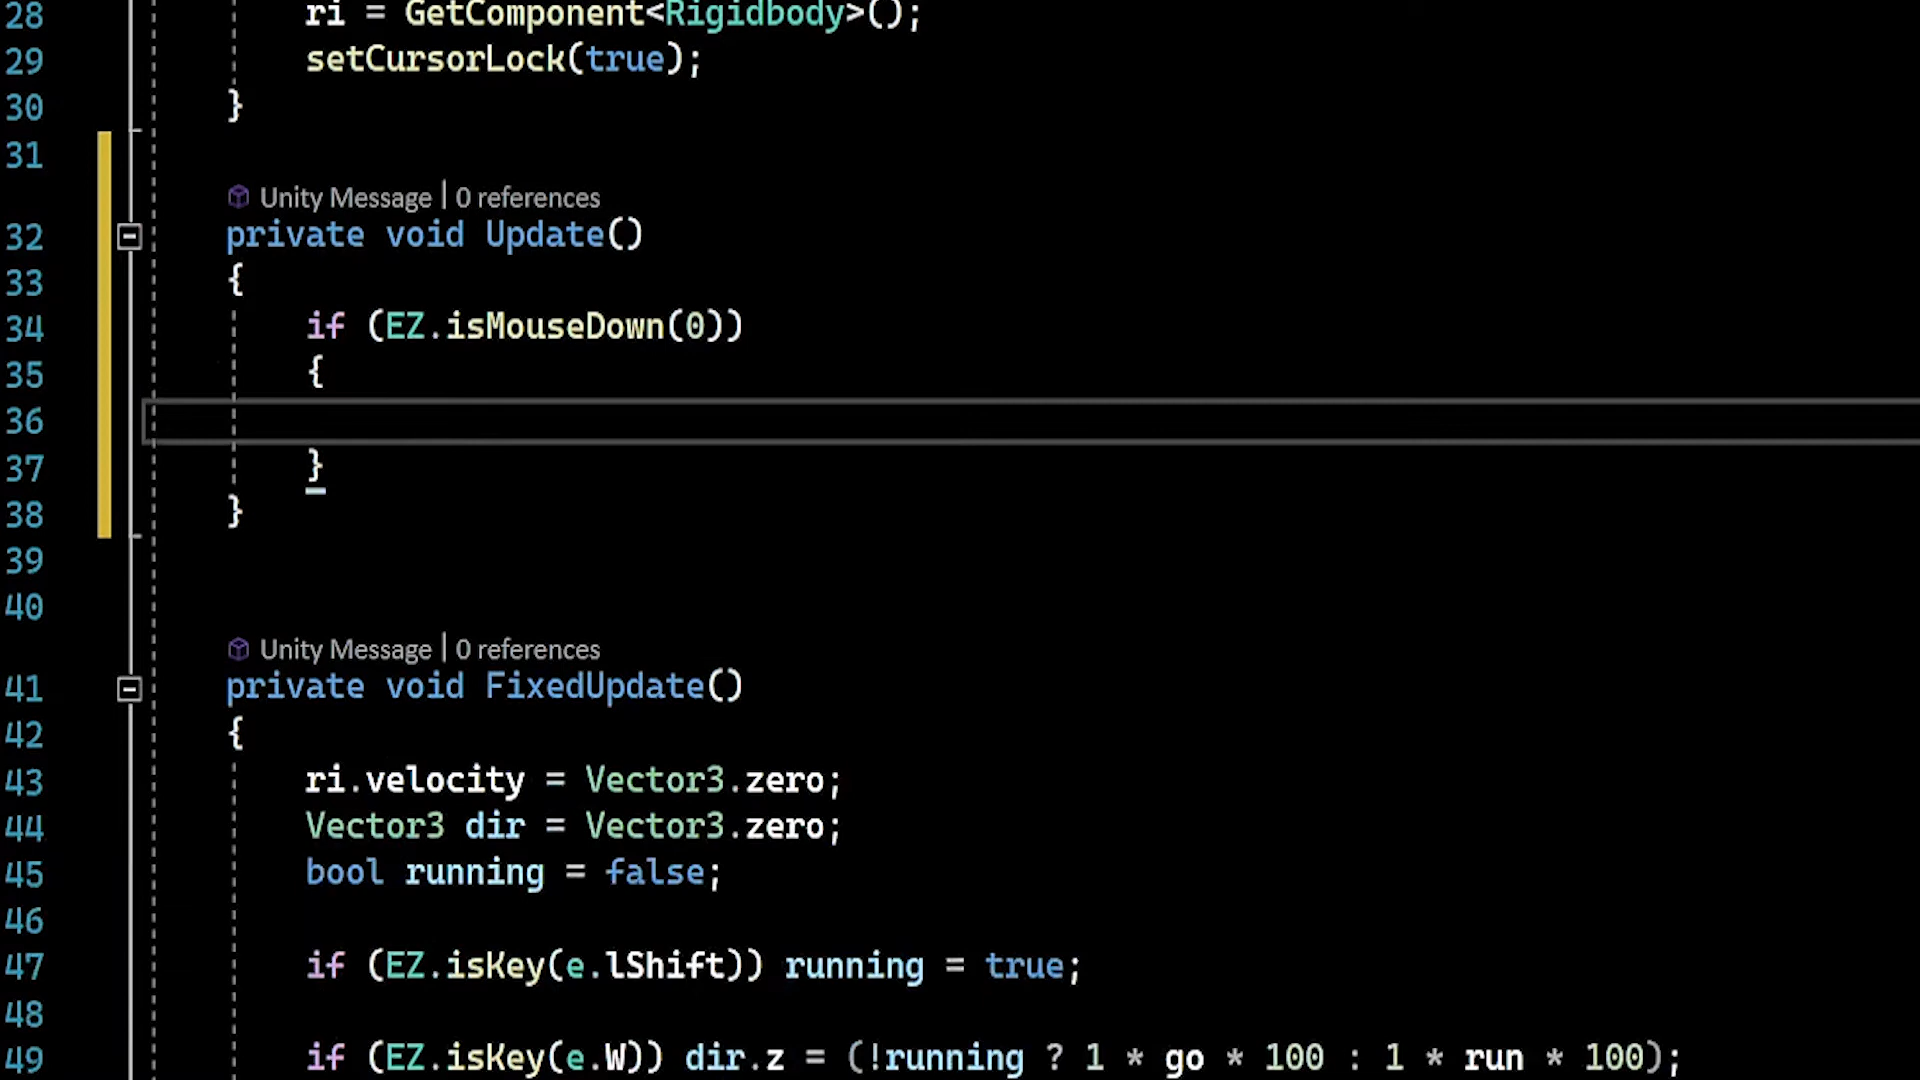 28 ri = GetComponent<Rigidbody>();
29 setCursorLock(true);
30 }
31
Unity Message | 0 references
32 private void Update()
33 {
34 if (EZ.isMouseDown(0))
35 {
36
37 }
38 }
39
40
Unity Message | 0 references
41 private void FixedUpdate()
42 {
43 ri.velocity = Vector3.zero;
44 Vector3 dir = Vector3.zero;
45 bool running = false;
46
47 if (EZ.isKey(e.lShift)) running = true;
48
49 if (EZ.isKey(e.W)) dir.z = (!running ? 1 * go * 100 : 1 * run * 100);